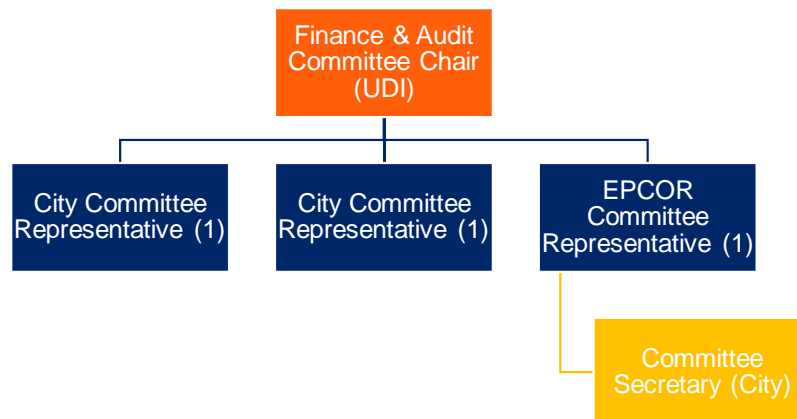 Finance & Audit
Committee Chair
(UDI)
City Committee
Representative (1)
City Committee
Representative (1)
EPCOR
Committee
Representative (1)
Committee
Secretary (City)